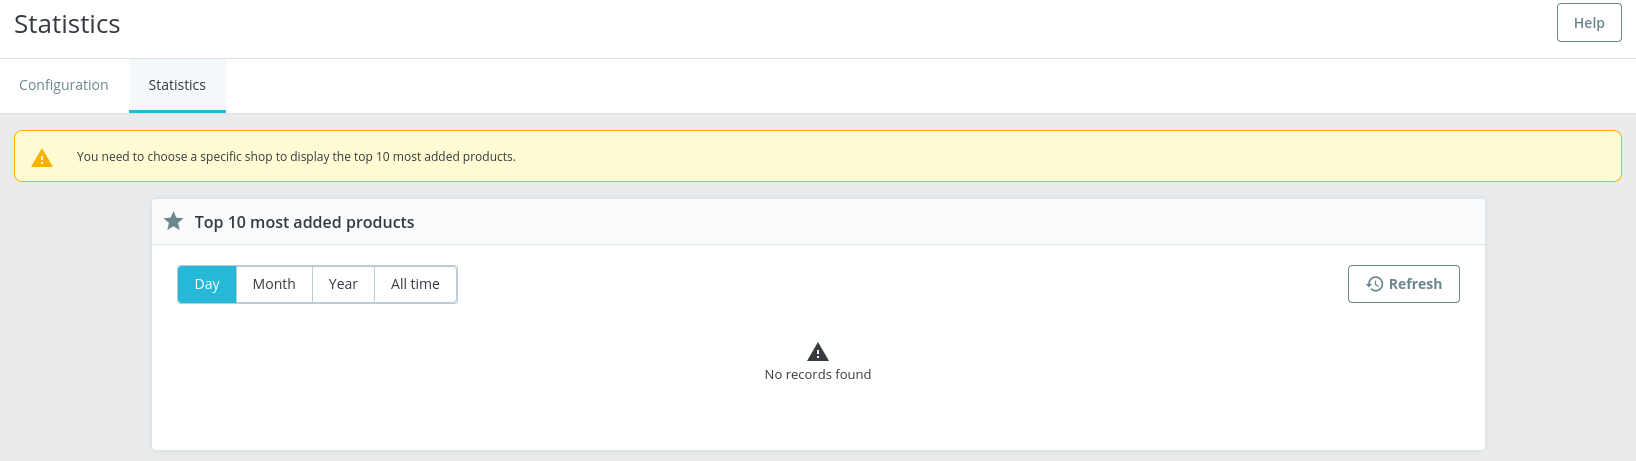 Statistics
Help
Configuration
Statistics
You need to choose a specific shop to display the top 10 most added products.
Top 10 most added products
Day
Month
Year
All time
Refresh
No records found